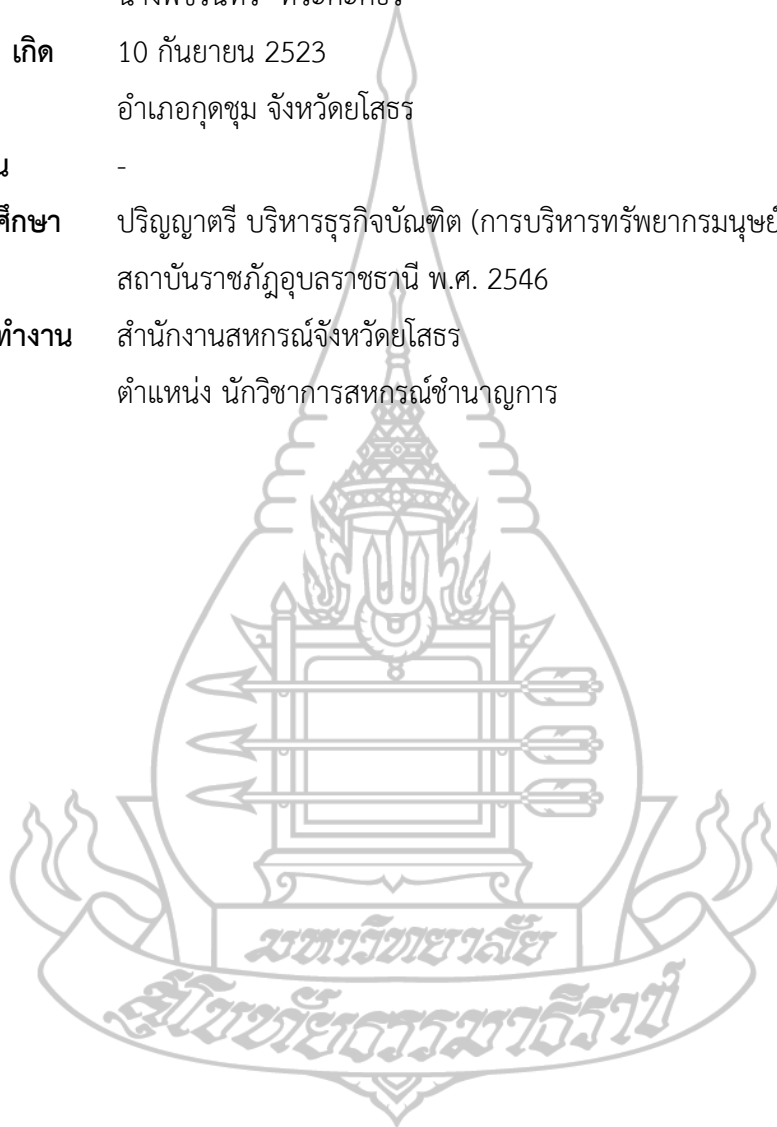 เกิด 10 กันยายน 2523
อำเภอกุดชุม จังหวัดยโสธร
-
ศึกษา ปริญญาตรี บริหารธุรกิจบัณฑิต (การบริหารทรัพยากรมนุษย์
สถาบันราชภัฏอุบลราชธานี พ.ศ. 2546
ทำงาน สำนักงานสหกรณ์จังหวัดยโสธร
ตำแหน่ง นักวิชาการสหกรณ์ชำนาญการ
มหาวิทยาลัย
สุโขทัยธรรมาธิราช